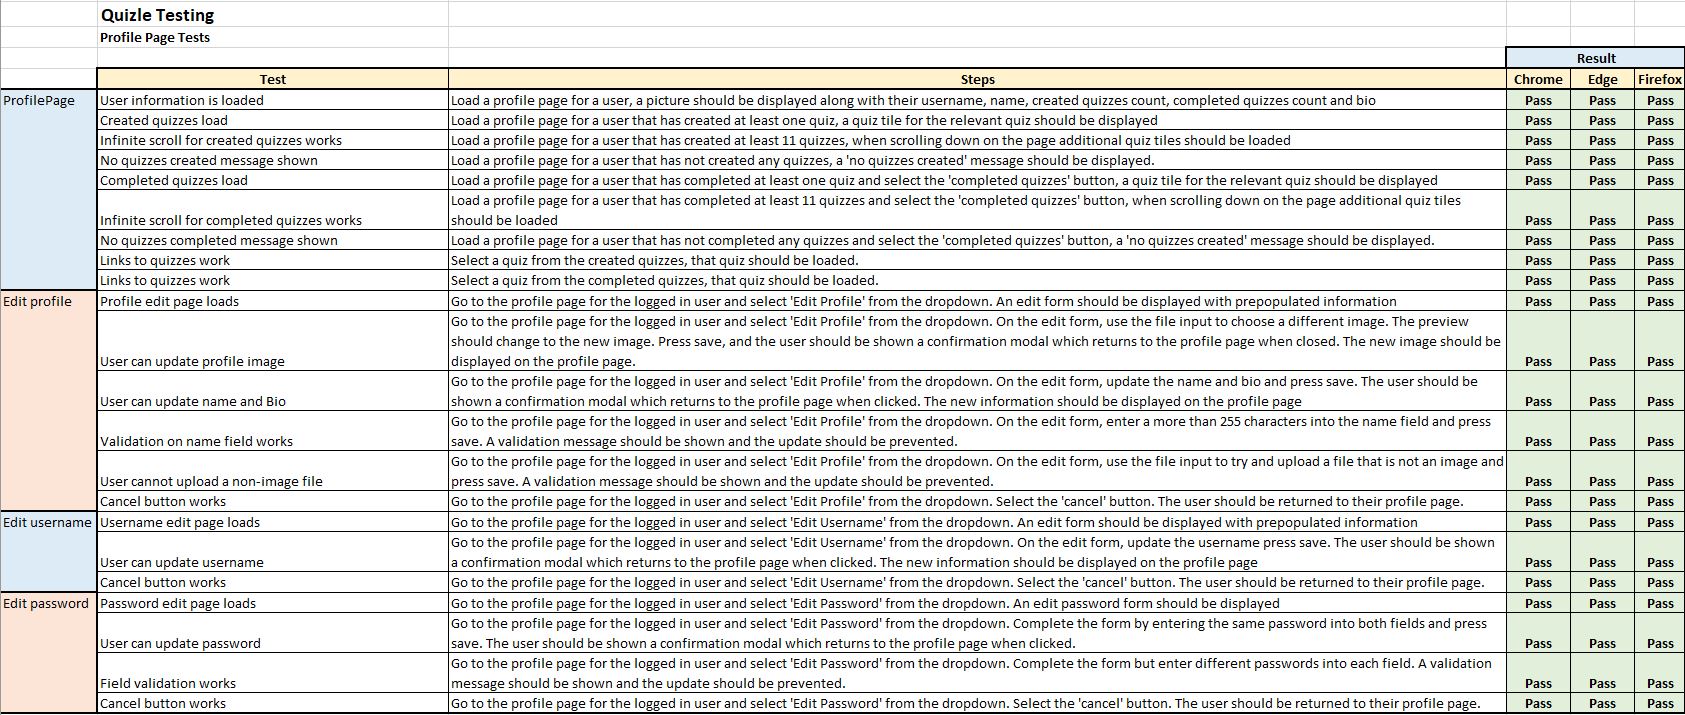 Quizle Testing
Profile Page Tests
Result
Test Steps Chrome Edge Firefox
ProfilePage User information is loaded Load a profile page for a user, a picture should be displayed along with their username, name, created quizzes count, completed quizzes count and bio Pass Pass Pass
Created quizzes load Load a profile page for a user that has created at least one quiz, a quiz tile for the relevant quiz should be displayed Pass Pass Pass
Infinite scroll for created quizzes works Load a profile page for a user that has created at least 11 quizzes, when scrolling down on the page additional quiz tiles should be loaded Pass Pass Pass
No quizzes created message shown Load a profile page for a user that has not created any quizzes, a 'no quizzes created' message should be displayed. Pass Pass Pass
Completed quizzes load Load a profile page for a user that has completed at least one quiz and select the 'completed quizzes' button, a quiz tile for the relevant quiz should be displayed Pass Pass Pass
Load a profile page for a user that has completed at least 11 quizzes and select the 'completed quizzes' button, when scrolling down on the page additional quiz tiles
Infinite scroll for completed quizzes works should be loaded Pass Pass Pass
No quizzes completed message shown Load a profile page for a user that has not completed any quizzes and select the 'completed quizzes' button, a 'no quizzes created' message should be displayed. Pass Pass Pass
Links to quizzes work Select a quiz from the created quizzes, that quiz should be loaded. Pass Pass Pass
Links to quizzes work Select a quiz from the completed quizzes, that quiz should be loaded. Pass Pass Pass
Edit profile Profile edit page loads Go to the profile page for the logged in user and select 'Edit Profile' from the dropdown. An edit form should be displayed with prepopulated information Pass Pass Pass
Go to the profile page for the logged in user and select 'Edit Profile' from the dropdown. On the edit form, use the file input to choose a different image. The preview
should change to the new image. Press save, and the user should be shown a confirmation modal which returns to the profile page when closed. The new image should be
User can update profile image displayed on the profile page. Pass Pass Pass
Go to the profile page for the logged in user and select 'Edit Profile' from the dropdown. On the edit form, update the name and bio and press save. The user should be
User can update name and Bio shown a confirmation modal which returns to the profile page when clicked. The new information should be displayed on the profile page Pass Pass Pass
Go to the profile page for the logged in user and select 'Edit Profile' from the dropdown. On the edit form, enter a more than 255 characters into the name field and press
Validation on name field works save. A validation message should be shown and the update should be prevented. Pass Pass Pass
Go to the profile page for the logged in user and select 'Edit Profile' from the dropdown. On the edit form, use the file input to try and upload a file that is not an image and
User cannot upload a non-image file press save. A validation message should be shown and the update should be prevented. Pass Pass Pass
Cancel button works Go to the profile page for the logged in user and select 'Edit Profile' from the dropdown. Select the 'cancel' button. The user should be returned to their profile page. Pass Pass Pass
Edit username Username edit page loads Go to the profile page for the logged in user and select 'Edit Username' from the dropdown. An edit form should be displayed with prepopulated information Pass Pass Pass
Go to the profile page for the logged in user and select 'Edit Username' from the dropdown. On the edit form, update the username press save. The user should be shown
User can update username a confirmation modal which returns to the profile page when clicked. The new information should be displayed on the profile page Pass Pass Pass
Cancel button works Go to the profile page for the logged in user and select 'Edit Username' from the dropdown. Select the 'cancel' button. The user should be returned to their profile page. Pass Pass Pass
Edit password Password edit page loads Go to the profile page for the logged in user and select 'Edit Password' from the dropdown. An edit password form should be displayed Pass Pass Pass
Go to the profile page for the logged in user and select 'Edit Password' from the dropdown. Complete the form by entering the same password into both fields and press
User can update password save. The user should be shown a confirmation modal which returns to the profile page when clicked. Pass Pass Pass
Go to the profile page for the logged in user and select 'Edit Password' from the dropdown. Complete the form but enter different passwords into each field. A validation
Field validation works message should be shown and the update should be prevented. Pass Pass Pass
Cancel button works Go to the profile page for the logged in user and select 'Edit Password' from the dropdown. Select the 'cancel' button. The user should be returned to their profile page. Pass Pass Pass